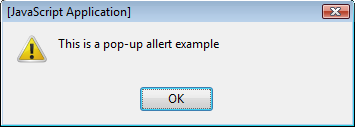 [JavaScript Application]
This is a pop-up allert example
OK